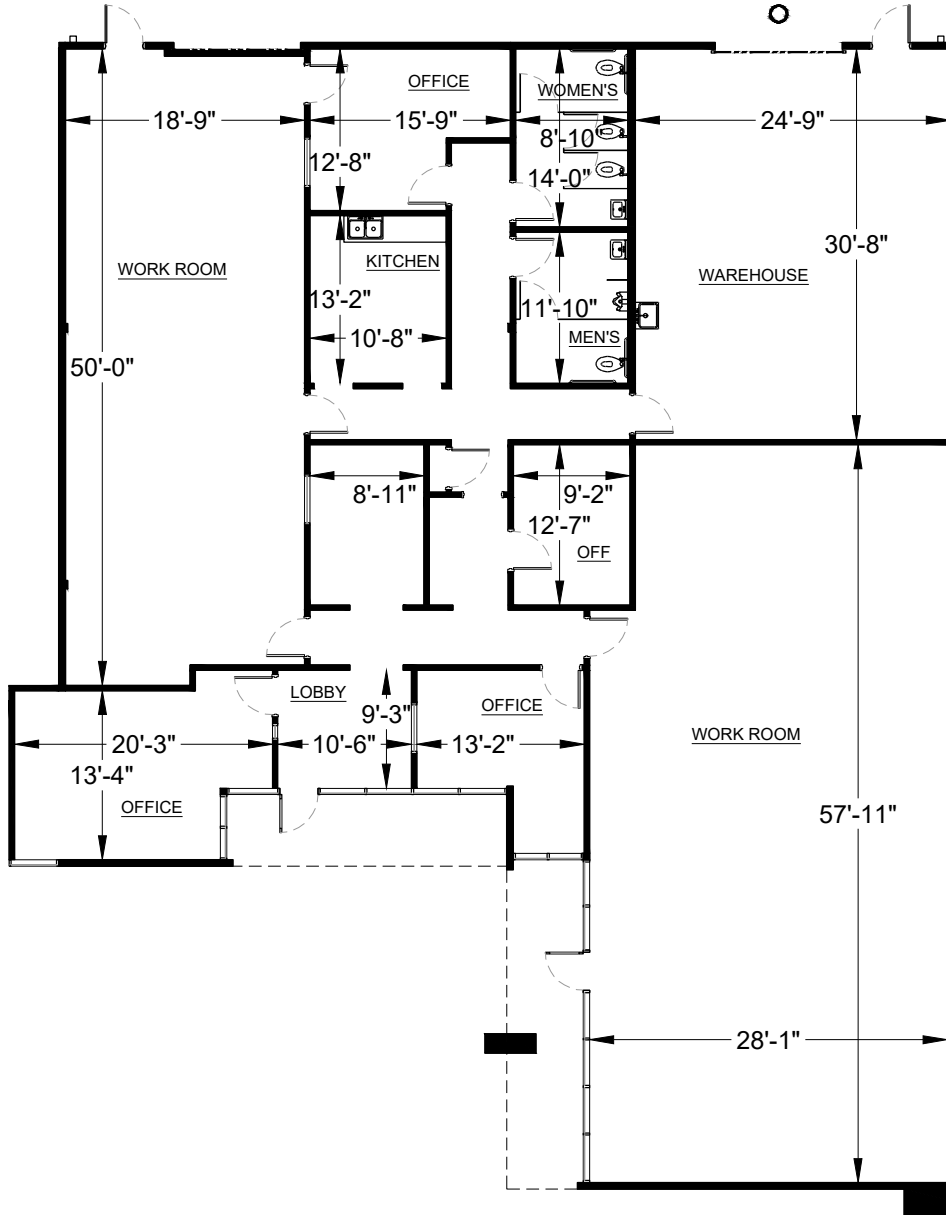 OFFICE
WOMEN'S
18'-9"
15'-9"
8'-10"
24'-9"
12'-8"
14'-0"
30'-8"
WORK ROOM
KITCHEN
WAREHOUSE
13'-2"
11'-10"
10'-8"
MEN'S
50'-0"
8'-11"
9'-2"
12'-7"
OFF
LOBBY
OFFICE
9'-3"
20'-3"
10'-6"
13'-2"
WORK ROOM
13'-4"
OFFICE
57'-11"
28'-1"